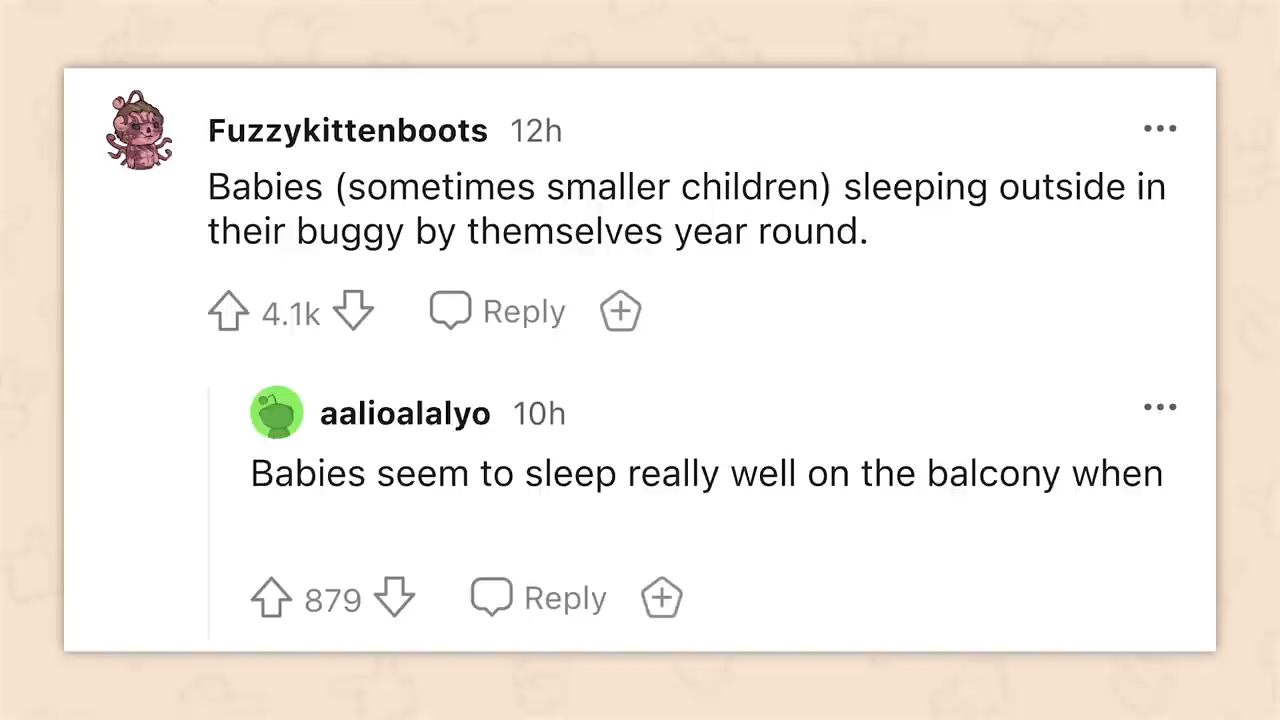 Fuzzykittenboots 12h
Babies (sometimes smaller children) sleeping outside in
their buggy by themselves year round.
4.1k Reply
aalioalalyo 10h
Babies seem to sleep really well on the balcony when
879 Reply